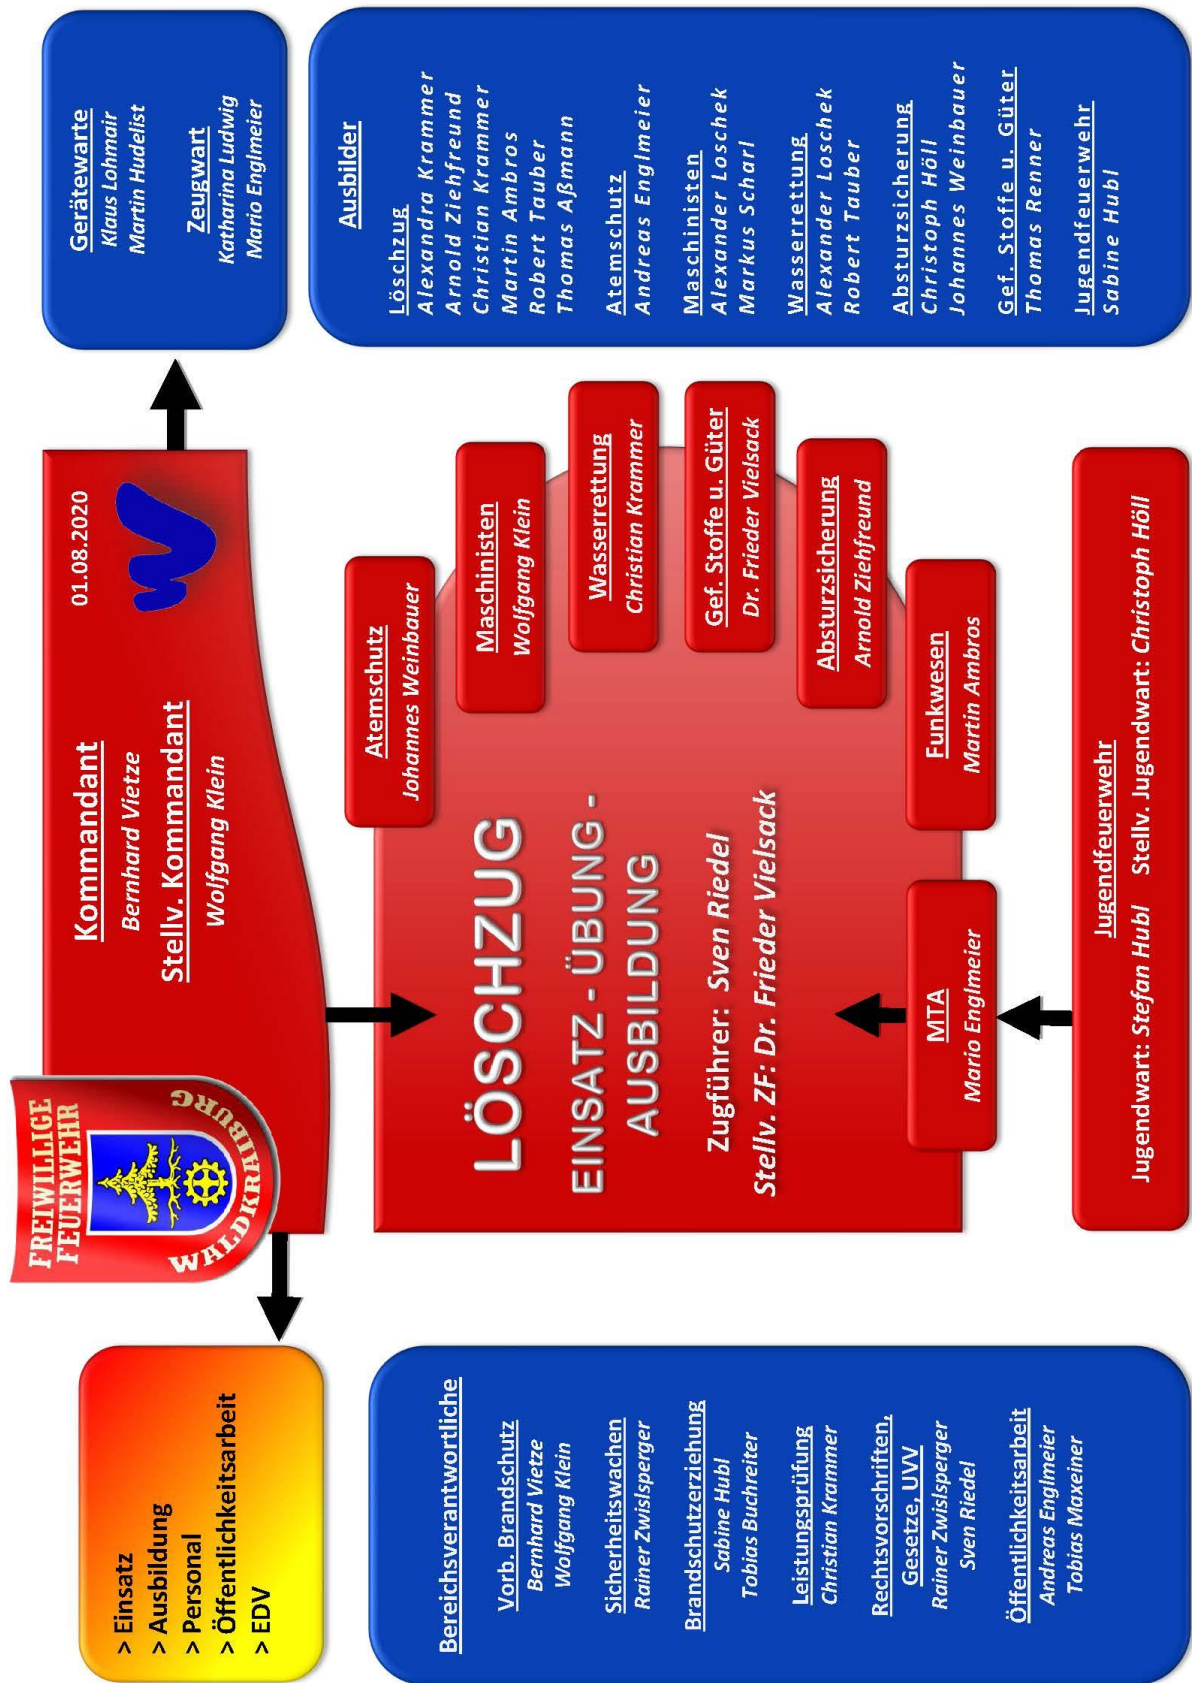 FREIWILLIGE
FEUERWEHR
WALDKRAIBURG
01.08.2020
Kommandant
Bernhard Vietze
Stellv. Kommandant
Wolfgang Klein
> Einsatz
> Ausbildung
> Personal
> Öffentlichkeitsarbeit
> EDV
Gerätewarte
Klaus Lohmair
Martin Hudelist
Zeugwart
Katharina Ludwig
Mario Englmeier
Bereichsverantwortliche
Vorb. Brandschutz
Bernhard Vietze
Wolfgang Klein
Sicherheitswachen
Rainer Zwislsperger
Brandschutzerziehung
Sabine Hubl
Tobias Buchreiter
Leistungsprüfung
Christian Krammer
Rechtsvorschriften,
Gesetze, UVV
Rainer Zwislsperger
Sven Riedel
Öffentlichkeitsarbeit
Andreas Englmeier
Tobias Maxeiner
LÖSCHZUG
EINSATZ - ÜBUNG -
AUSBILDUNG
Zugführer: Sven Riedel
Stellv. ZF: Dr. Frieder Vielsack
Atemschutz
Johannes Weinbauer
Maschinisten
Wolfgang Klein
Wasserrettung
Christian Krammer
Gef. Stoffe u. Güter
Dr. Frieder Vielsack
Absturzsicherung
Arnold Ziehfreund
Funkwesen
Martin Ambros
MTA
Mario Englmeier
Jugendfeuerwehr
Jugendwart: Stefan Hubl Stellv. Jugendwart: Christoph Höll
Ausbilder
Löschzug
Alexandra Krammer
Arnold Ziehfreund
Christian Krammer
Martin Ambros
Robert Tauber
Thomas Aßmann
Atemschutz
Andreas Englmeier
Maschinisten
Alexander Loschek
Markus Scharl
Wasserrettung
Alexander Loschek
Robert Tauber
Absturzsicherung
Christoph Höll
Johannes Weinbauer
Gef. Stoffe u. Güter
Thomas Renner
Jugendfeuerwehr
Sabine Hubl